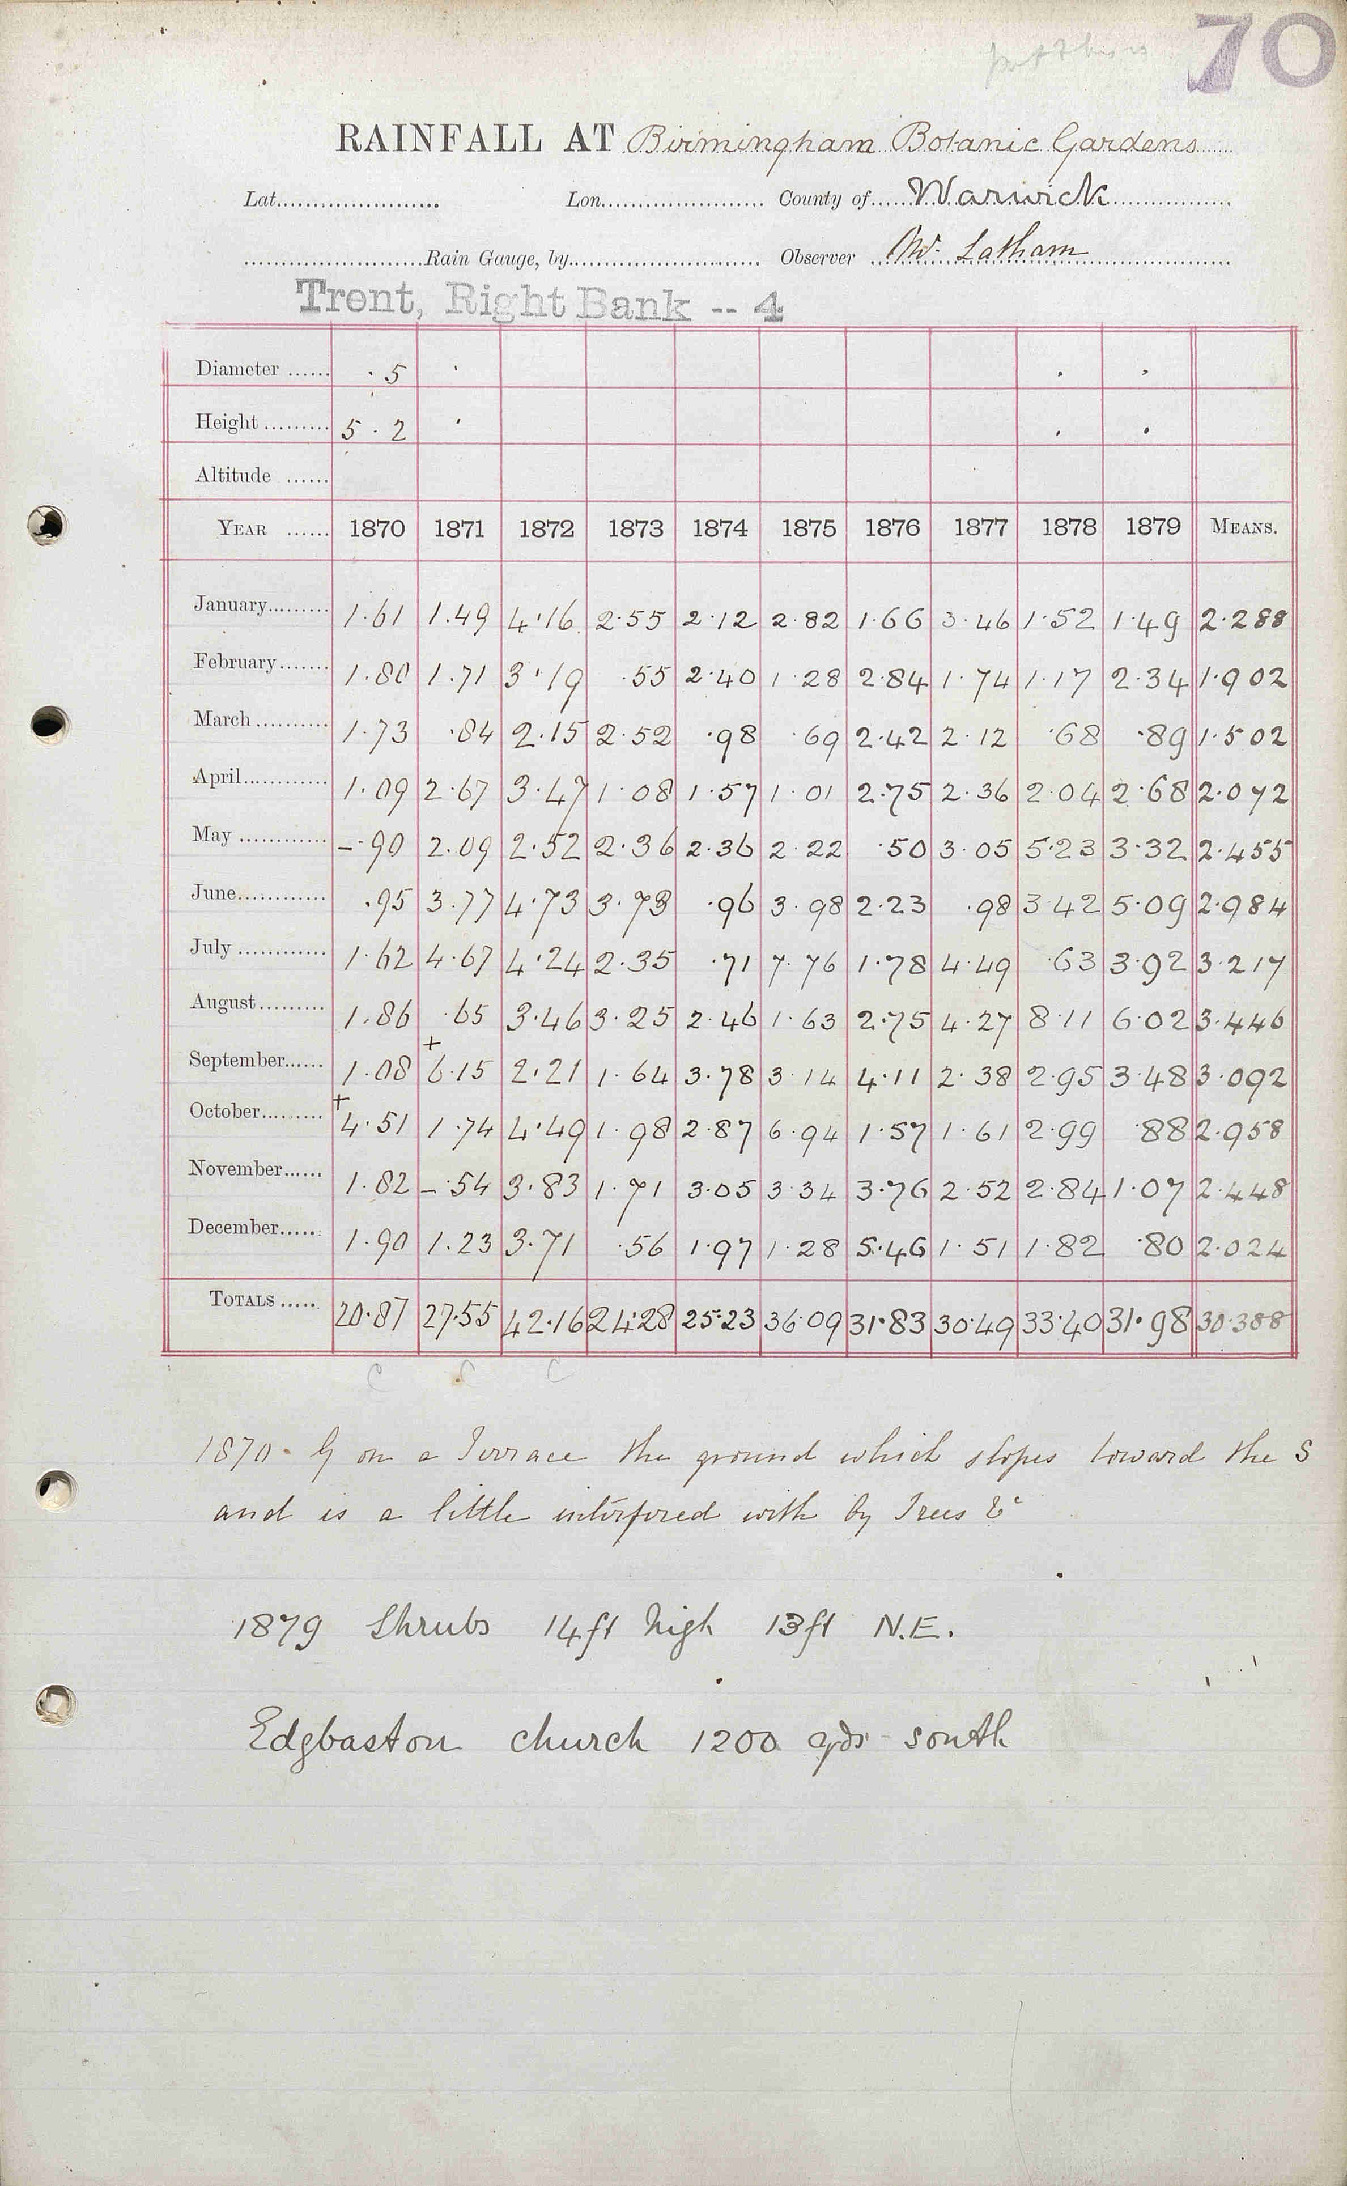 70
RAINFALL AT Birmingham Botanic Gardens
Lat. Lon. County of Warwick
Rain Gauge, by Observer Mr. Latham
Trent, Right Bank -- 4
Diameter ...... · 5
Height ......... 5 · 2
Altitude ......
YEAR ...... 1870 1871 1872 1873 1874 1875 1876 1877 1878 1879 MEANS.
January......... 1·61 1·49 4·16 2·55 2·12 2·82 1·66 3·46 1·52 1·49 2·288
February....... 1·80 1·71 3·19 ·55 2·40 1·28 2·84 1·74 1·17 2·34 1·902
March .......... 1·73 ·84 2·15 2·52 ·98 ·69 2·42 2·12 ·68 ·89 1·502
April............ 1·09 2·67 3·47 1·08 1·57 1·01 2·75 2·36 2·04 2·68 2·072
May ............ –·90 2·09 2·52 2·36 2·36 2·22 ·50 3·05 5·23 3·32 2·455
June............ ·95 3·77 4·73 3·73 ·96 3·98 2·23 ·98 3·42 5·09 2·984
July ............ 1·62 4·67 4·24 2·35 ·71 7·76 1·78 4·49 ·63 3·92 3·217
August......... 1·86 ·65 3·46 3·25 2·46 1·63 2·75 4·27 8·11 6·02 3·446
September...... 1·08 +6·15 2·21 1·64 3·78 3·14 4·11 2·38 2·95 3·48 3·092
October......... +4·51 1·74 4·49 1·98 2·87 6·94 1·57 1·61 2·99 ·88 2·958
November...... 1·82 –·54 3·83 1·71 3·05 3·34 3·76 2·52 2·84 1·07 2·448
December...... 1·90 1·23 3·71 ·56 1·97 1·28 5·46 1·51 1·82 ·80 2·024
TOTALS ..... 20·87 27·55 42·16 24·28 25·23 36·09 31·83 30·49 33·40 31·98 30·388
C C C
1870 - G on a Terrace the ground which slopes toward the S
and is a little interfered with by Trees &c
1879 Shrubs 14ft high 13ft N.E.
Edgbaston church 1200 yds south